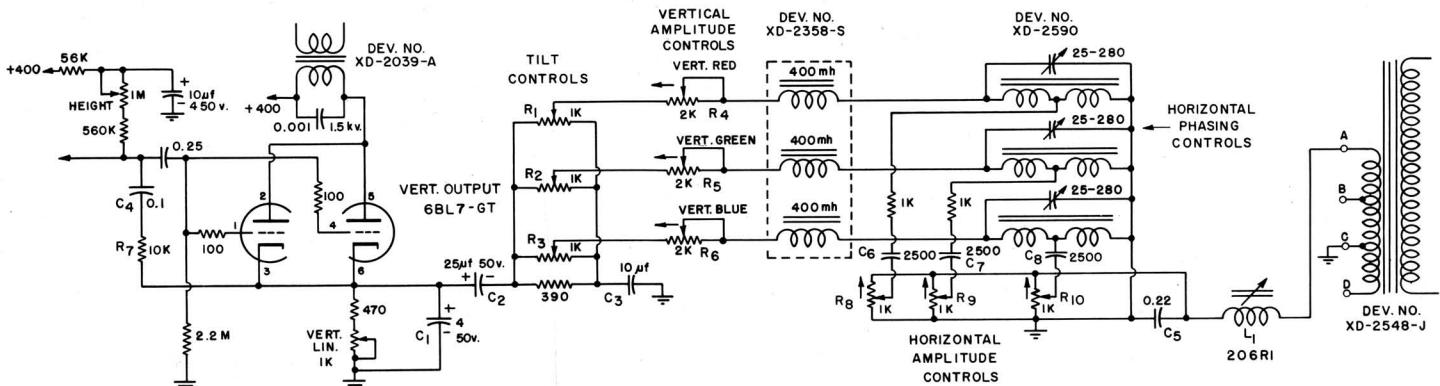 56K
+400
HEIGHT
1M
+
10µf
- 450 v.
560K
0.25
C4
0.1
R7
10K
100
2.2 M
2
1
3
DEV. NO.
XD-2039-A
+400
0.001
1.5 kv.
100
5
4
6
VERT. OUTPUT
6BL7-GT
470
VERT.
LIN.
1K
+
4
-
50v.
C1
25µf 50v.
+ -
C2
TILT
CONTROLS
R1
1K
R2
1K
R3
1K
390
10 µf
C3
VERTICAL
AMPLITUDE
CONTROLS
VERT. RED
2K R4
VERT. GREEN
2K R5
VERT. BLUE
2K R6
DEV. NO.
XD-2358-S
400 mh
400 mh
400 mh
DEV. NO.
XD-2590
25-280
25-280
25-280
HORIZONTAL
PHASING
CONTROLS
1K
1K
C6 2500
2500
C7
C8 2500
R8
1K
R9
1K
R10
1K
HORIZONTAL
AMPLITUDE
CONTROLS
0.22
C5
L1
206R1
A
B
C
D
DEV. NO.
XD-2548-J